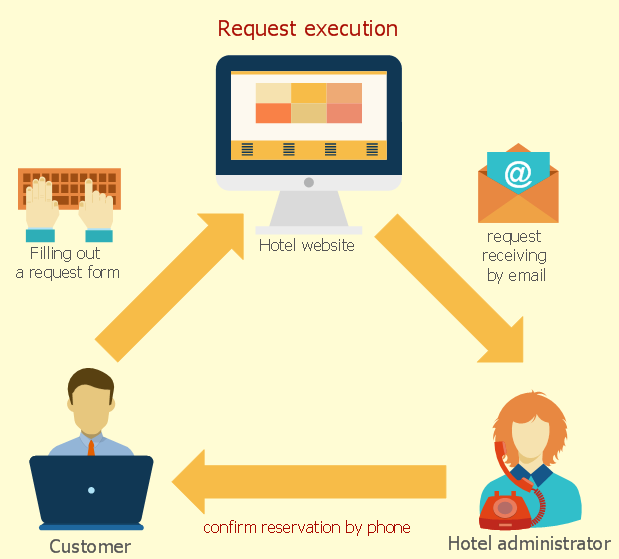 Request execution
@
Hotel website
Filling out
a request form
request
receiving
by email
Customer
confirm reservation by phone
Hotel administrator